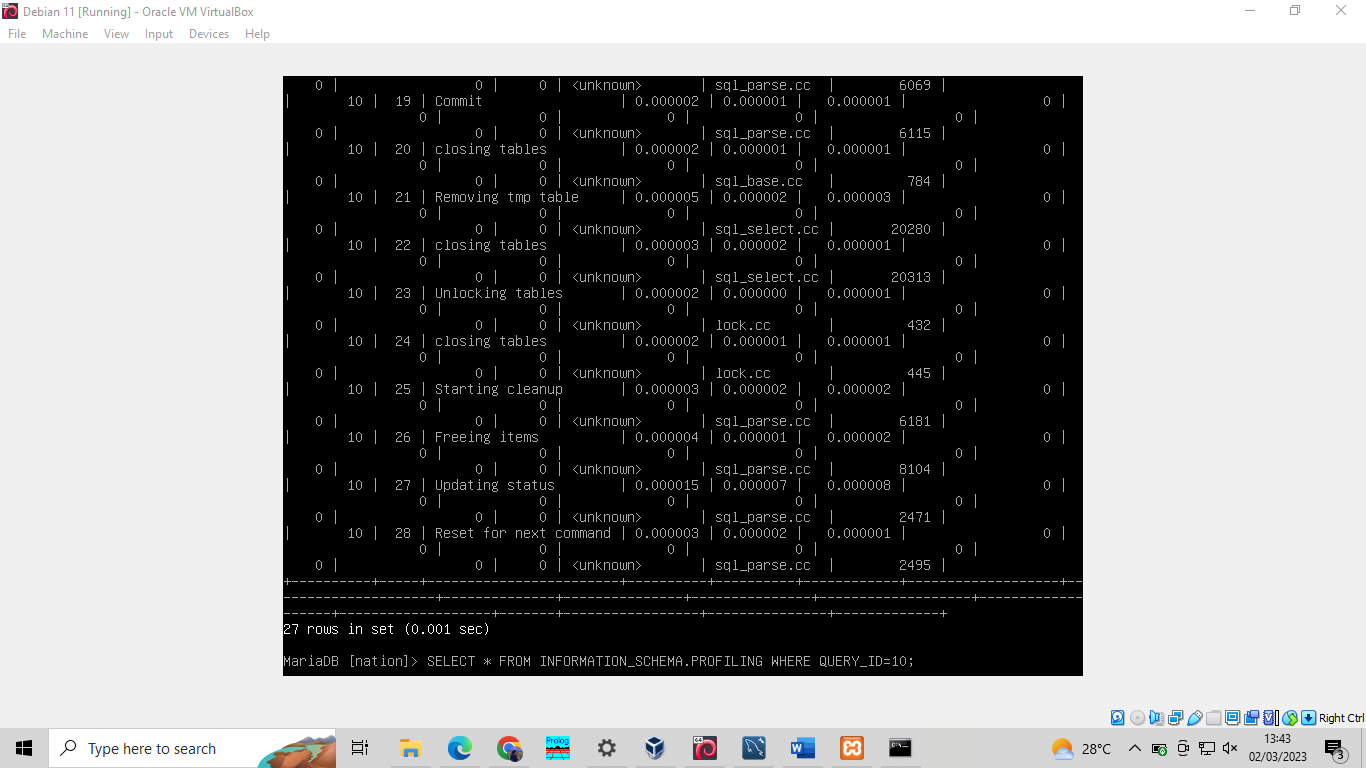 Debian 11 [Running] - Oracle VM VirtualBox
File Machine View Input Devices Help
0 | 0 | 0 | <unknown> | sql_parse.cc | 6069 |
| 10 | 19 | Commit | 0.000002 | 0.000001 | 0.000001 | 0 |
0 | 0 | 0 | 0 | 0 |
0 | 0 | 0 | <unknown> | sql_parse.cc | 6115 |
| 10 | 20 | closing tables | 0.000002 | 0.000001 | 0.000001 | 0 |
0 | 0 | 0 | 0 | 0 |
0 | 0 | 0 | <unknown> | sql_base.cc | 784 |
| 10 | 21 | Removing tmp table | 0.000005 | 0.000002 | 0.000003 | 0 |
0 | 0 | 0 | 0 | 0 |
0 | 0 | 0 | <unknown> | sql_select.cc | 20280 |
| 10 | 22 | closing tables | 0.000003 | 0.000002 | 0.000001 | 0 |
0 | 0 | 0 | 0 | 0 |
0 | 0 | 0 | <unknown> | sql_select.cc | 20313 |
| 10 | 23 | Unlocking tables | 0.000002 | 0.000000 | 0.000001 | 0 |
0 | 0 | 0 | 0 | 0 |
0 | 0 | 0 | <unknown> | lock.cc | 432 |
| 10 | 24 | closing tables | 0.000002 | 0.000001 | 0.000001 | 0 |
0 | 0 | 0 | 0 | 0 |
0 | 0 | 0 | <unknown> | lock.cc | 445 |
| 10 | 25 | Starting cleanup | 0.000003 | 0.000002 | 0.000002 | 0 |
0 | 0 | 0 | 0 | 0 |
0 | 0 | 0 | <unknown> | sql_parse.cc | 6181 |
| 10 | 26 | Freeing items | 0.000004 | 0.000001 | 0.000002 | 0 |
0 | 0 | 0 | 0 | 0 |
0 | 0 | 0 | <unknown> | sql_parse.cc | 8104 |
| 10 | 27 | Updating status | 0.000015 | 0.000007 | 0.000008 | 0 |
0 | 0 | 0 | 0 | 0 |
0 | 0 | 0 | <unknown> | sql_parse.cc | 2471 |
| 10 | 28 | Reset for next command | 0.000003 | 0.000002 | 0.000001 | 0 |
0 | 0 | 0 | 0 | 0 |
0 | 0 | 0 | <unknown> | sql_parse.cc | 2495 |
27 rows in set (0.001 sec)
MariaDB [nation]> SELECT * FROM INFORMATION_SCHEMA.PROFILING WHERE QUERY_ID=10;
Right Ctrl
Type here to search
Prolog
28°C
13:43
02/03/2023
3